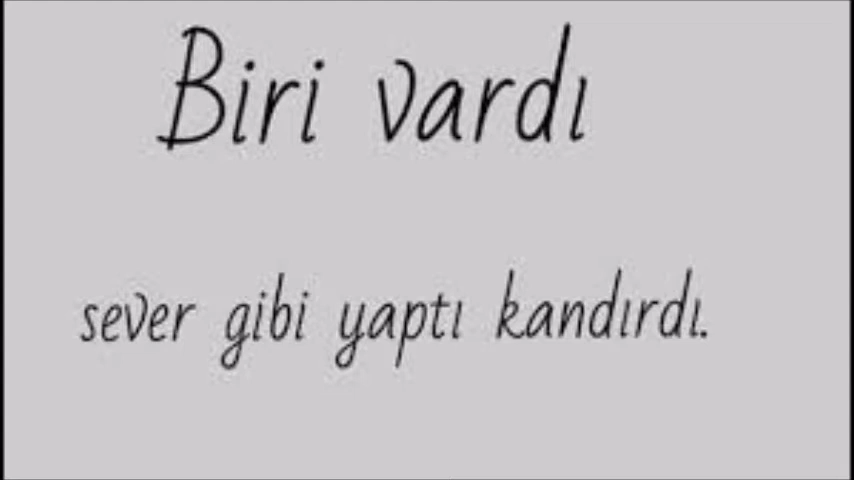 Biri vardı
sever gibi yaptı kandırdı.